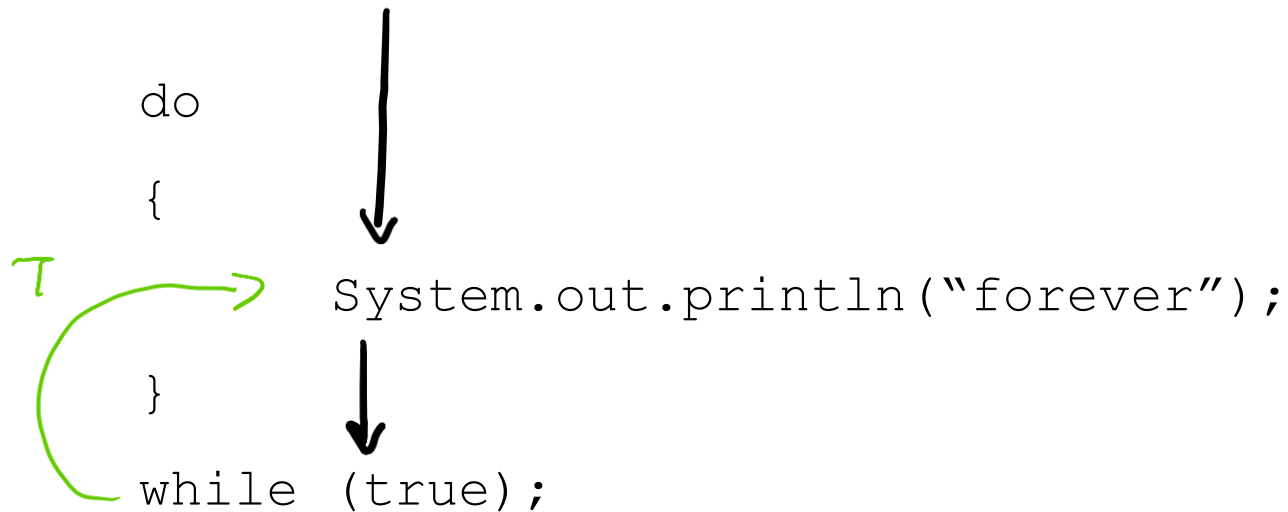 do
{
T
System.out.println(“forever”);
}
while (true);